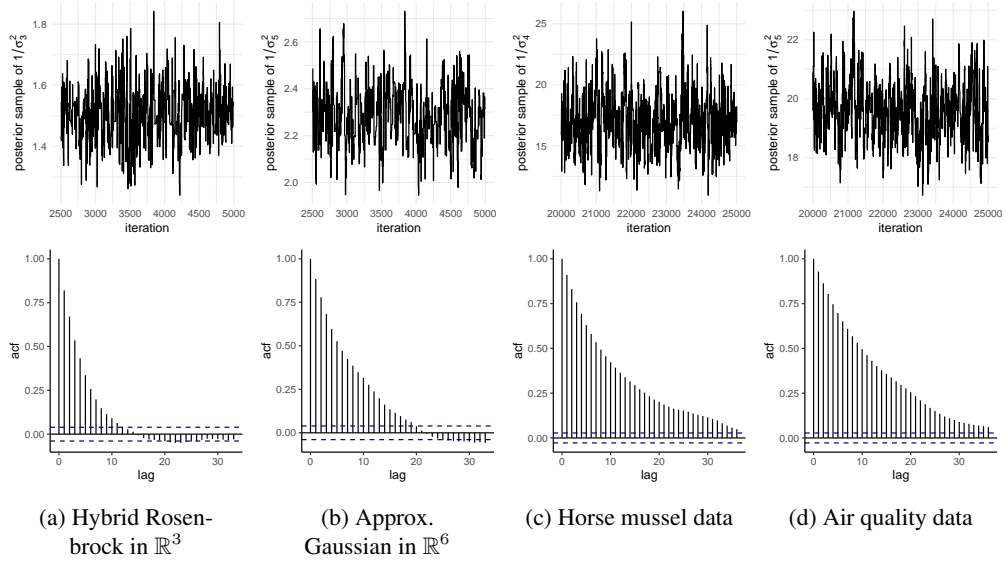 posterior sample of 1/σ₃²
1.8
1.6
1.4
2500 3000 3500 4000 4500 5000
iteration
posterior sample of 1/σ₅²
2.6
2.4
2.2
2.0
2500 3000 3500 4000 4500 5000
iteration
posterior sample of 1/σ₄²
25
20
15
20000 21000 22000 23000 24000 25000
iteration
posterior sample of 1/σ₅²
22
20
18
20000 21000 22000 23000 24000 25000
iteration
acf
1.00
0.75
0.50
0.25
0.00
0 10 20 30
lag
acf
1.00
0.75
0.50
0.25
0.00
0 10 20 30
lag
acf
1.00
0.75
0.50
0.25
0.00
0 10 20 30
lag
acf
1.00
0.75
0.50
0.25
0.00
0 10 20 30
lag
(a) Hybrid Rosen-
brock in ℝ³
(b) Approx.
Gaussian in ℝ⁶
(c) Horse mussel data
(d) Air quality data